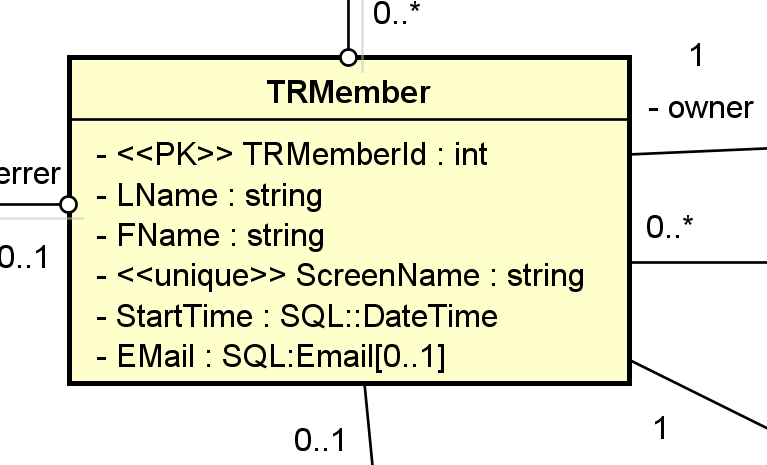 0..*
1
TRMember
- owner
- <<PK>> TRMemberId : int
errer
- LName : string
0..*
- FName : string
0..1
- <<unique>> ScreenName : string
- StartTime : SQL::DateTime
- EMail : SQL:Email[0..1]
0..1
1